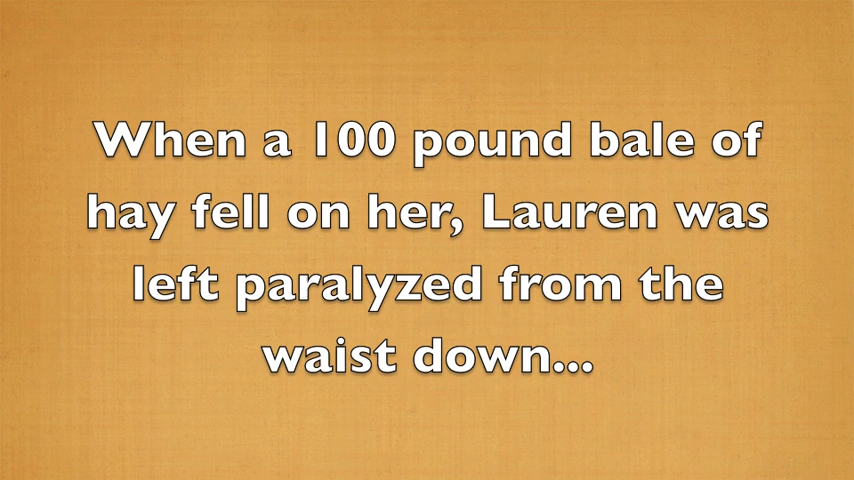 When a 100 pound bale of
hay fell on her, Lauren was
left paralyzed from the
waist down...